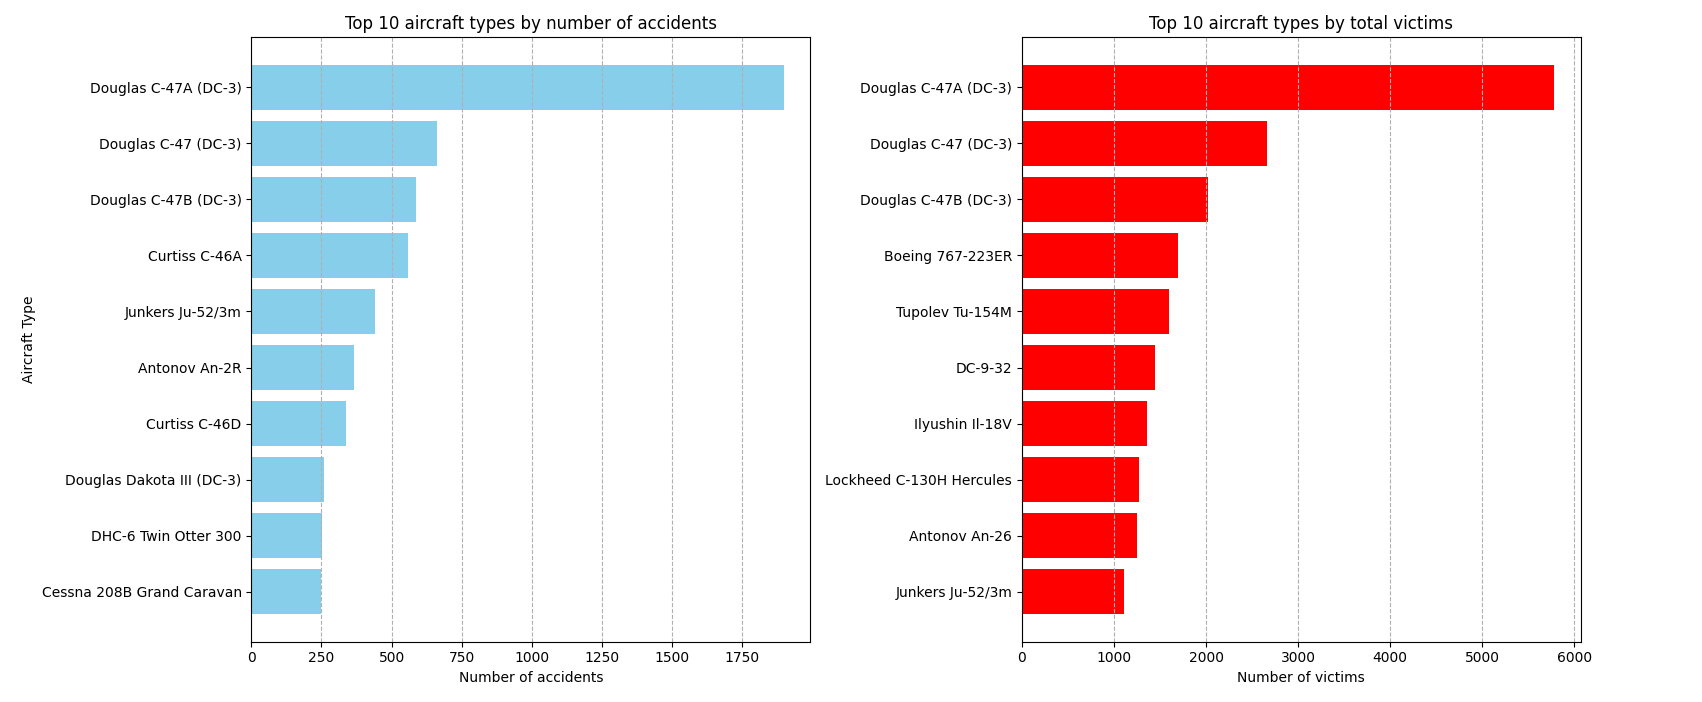 Top 10 aircraft types by number of accidents
Aircraft Type
Douglas C-47A (DC-3)
Douglas C-47 (DC-3)
Douglas C-47B (DC-3)
Curtiss C-46A
Junkers Ju-52/3m
Antonov An-2R
Curtiss C-46D
Douglas Dakota III (DC-3)
DHC-6 Twin Otter 300
Cessna 208B Grand Caravan
0 250 500 750 1000 1250 1500 1750
Number of accidents
Top 10 aircraft types by total victims
Douglas C-47A (DC-3)
Douglas C-47 (DC-3)
Douglas C-47B (DC-3)
Boeing 767-223ER
Tupolev Tu-154M
DC-9-32
Ilyushin Il-18V
Lockheed C-130H Hercules
Antonov An-26
Junkers Ju-52/3m
0 1000 2000 3000 4000 5000 6000
Number of victims